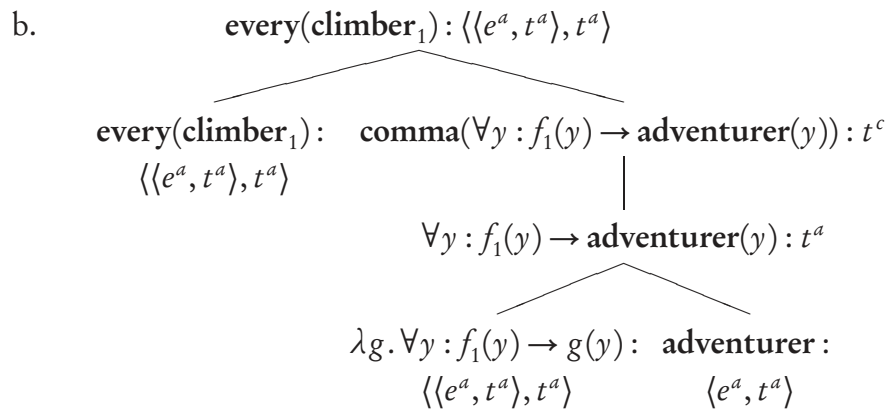 b. every(climber₁) : ⟨⟨eᵃ, tᵃ⟩, tᵃ⟩
every(climber₁) : comma(∀y : f₁(y) → adventurer(y)) : tᶜ
⟨⟨eᵃ, tᵃ⟩, tᵃ⟩
∀y : f₁(y) → adventurer(y) : tᵃ
λg. ∀y : f₁(y) → g(y) : adventurer :
⟨⟨eᵃ, tᵃ⟩, tᵃ⟩ ⟨eᵃ, tᵃ⟩